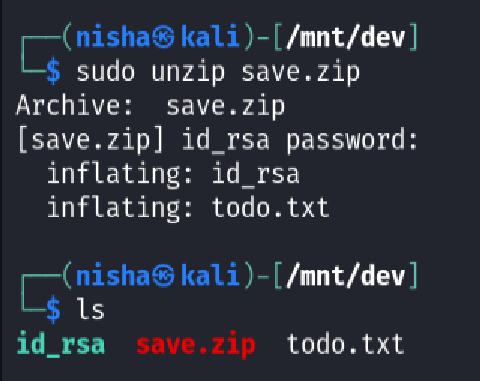 ┌──(nisha㉿kali)-[/mnt/dev]
└─$ sudo unzip save.zip
Archive:  save.zip
[save.zip] id_rsa password:
  inflating: id_rsa
  inflating: todo.txt
┌──(nisha㉿kali)-[/mnt/dev]
└─$ ls
id_rsa  save.zip  todo.txt